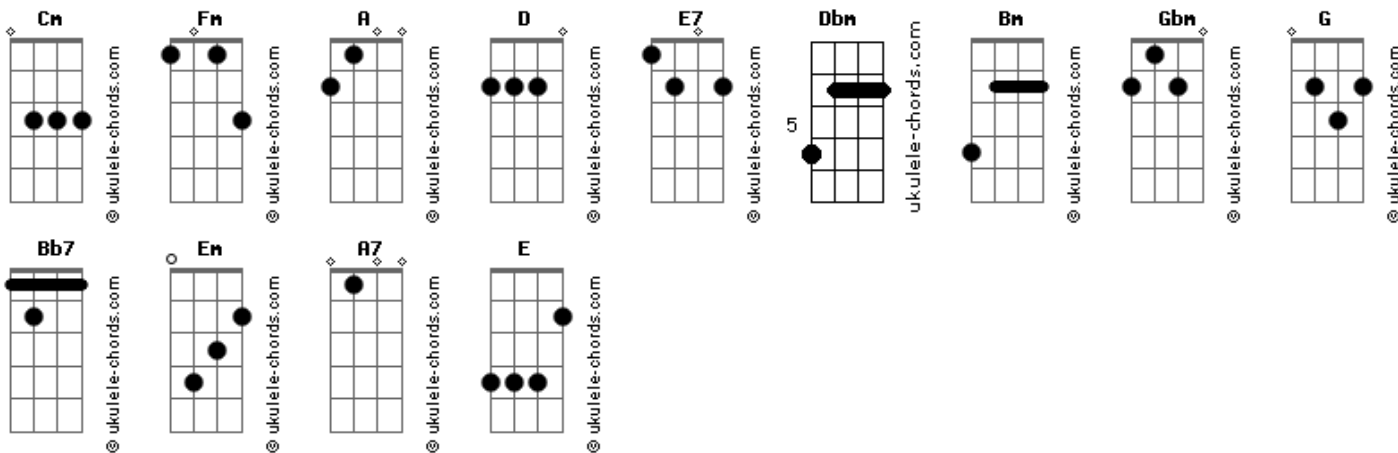 Cm Fm A D E7 Dbm Bm Gbm G
© ukulele-chords.com © ukulele-chords.com © ukulele-chords.com © ukulele-chords.com © ukulele-chords.com ukulele-chords.com © ukulele-chords.com © ukulele-chords.com © ukulele-chords.com
5
Bb7 Em A7 E
© ukulele-chords.com © ukulele-chords.com © ukulele-chords.com © ukulele-chords.com